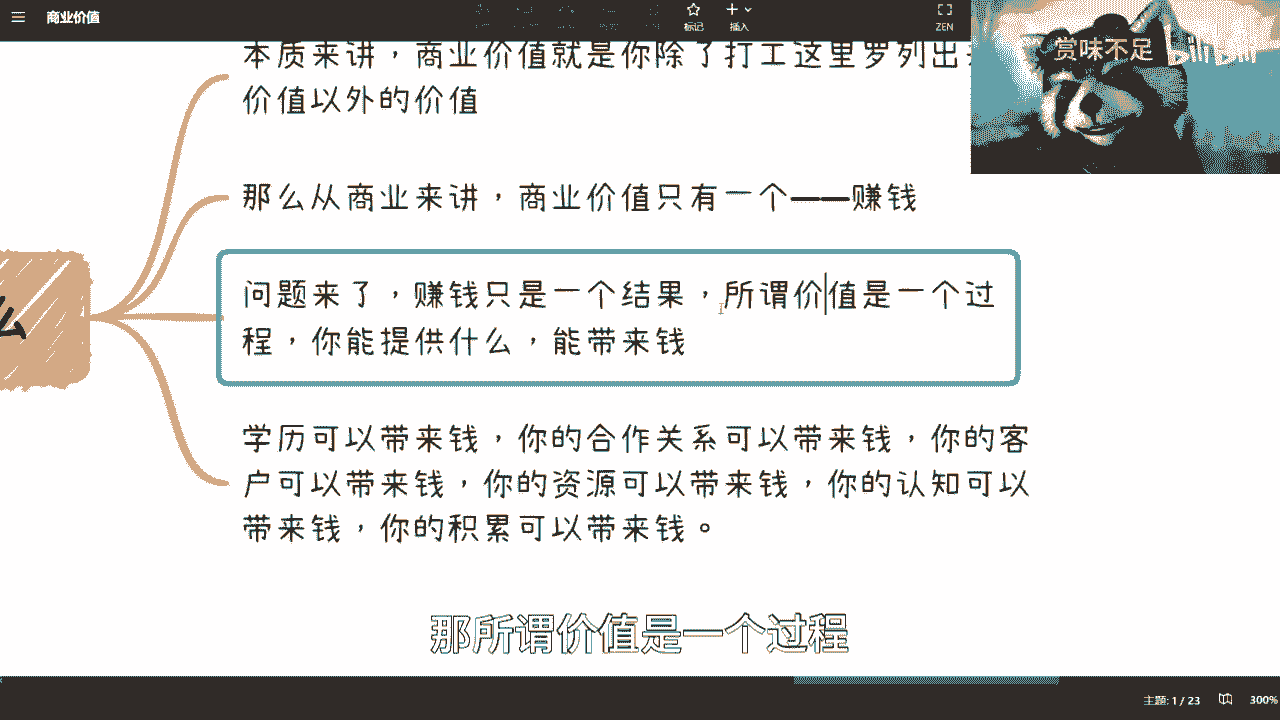 商业价值
标记
插入
ZEN
赏味不足 bilibili
本质来讲，商业价值就是你除了打工这里罗列出
价值以外的价值
那么从商业来讲，商业价值只有一个——赚钱
问题来了，赚钱只是一个结果，所谓价值是一个过
程，你能提供什么，能带来钱
么
学历可以带来钱，你的合作关系可以带来钱，你的客
户可以带来钱，你的资源可以带来钱，你的认知可以
带来钱，你的积累可以带来钱。
那所谓价值是一个过程
主题: 1 / 23
300%